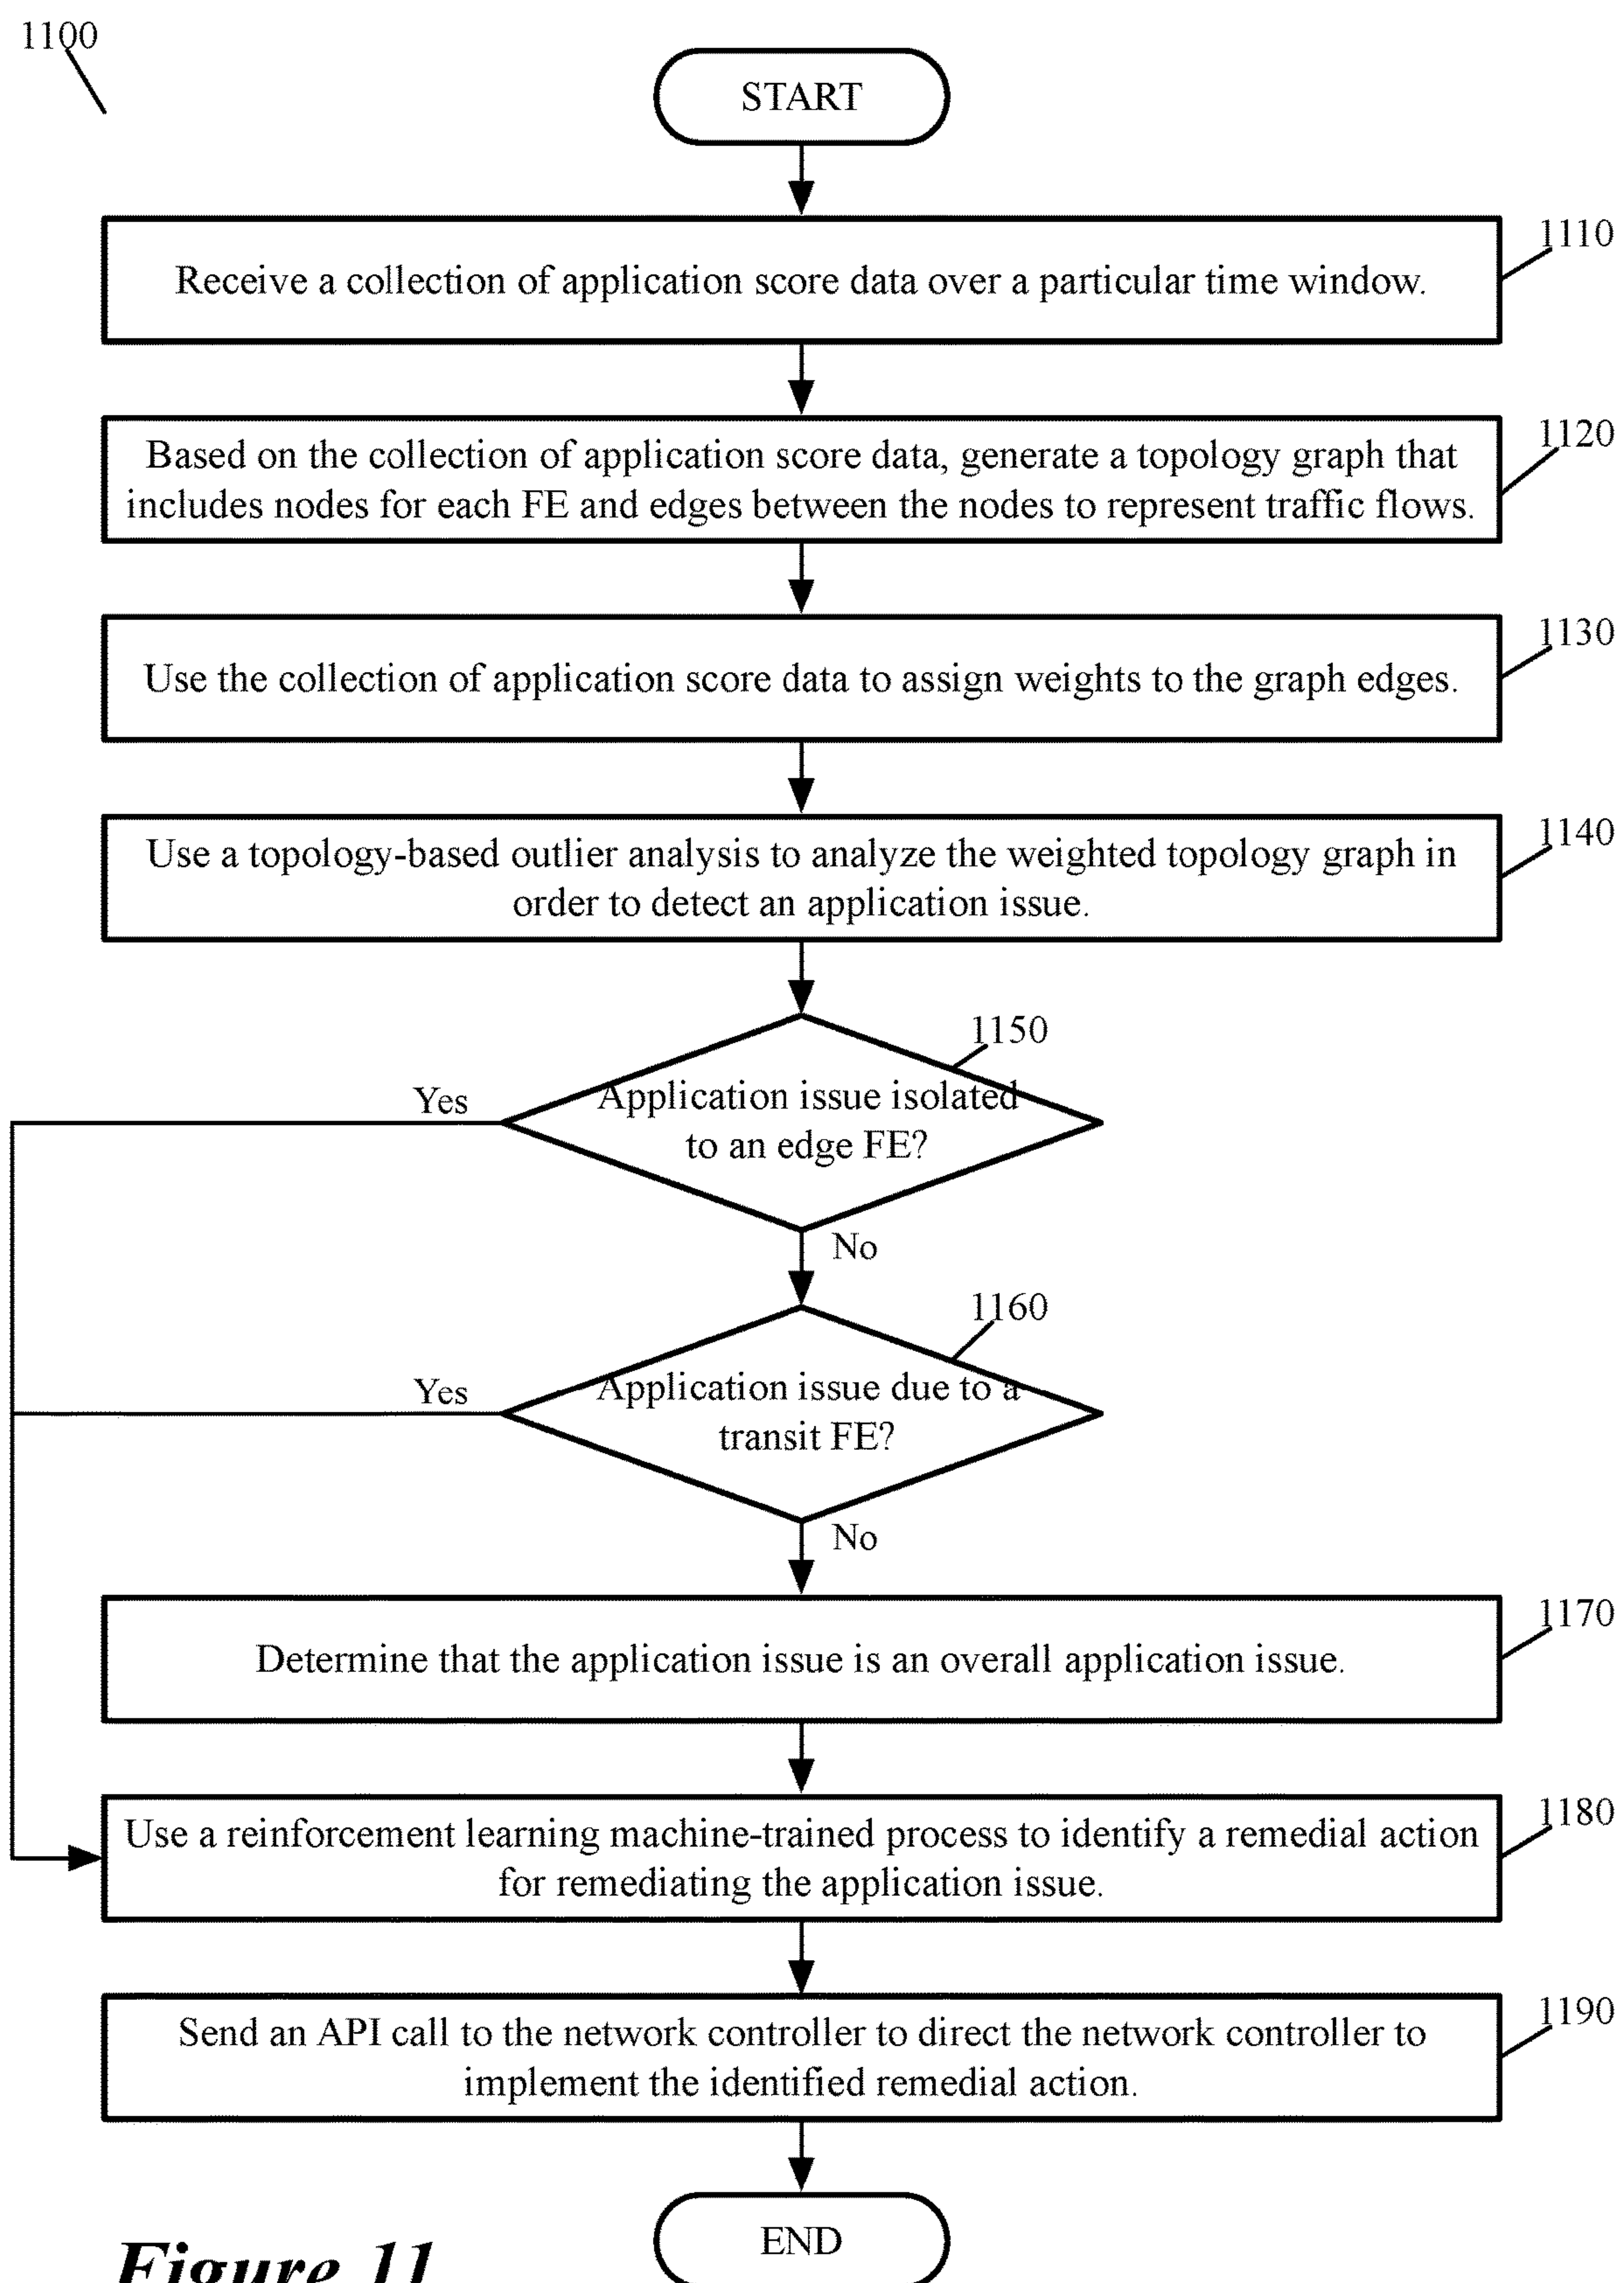 1100
START
1110
Receive a collection of application score data over a particular time window.
1120
Based on the collection of application score data, generate a topology graph that
includes nodes for each FE and edges between the nodes to represent traffic flows.
1130
Use the collection of application score data to assign weights to the graph edges.
1140
Use a topology-based outlier analysis to analyze the weighted topology graph in
order to detect an application issue.
1150
Yes
Application issue isolated
to an edge FE?
No
1160
Yes
Application issue due to a
transit FE?
No
1170
Determine that the application issue is an overall application issue.
1180
Use a reinforcement learning machine-trained process to identify a remedial action
for remediating the application issue.
1190
Send an API call to the network controller to direct the network controller to
implement the identified remedial action.
END
Figure 11